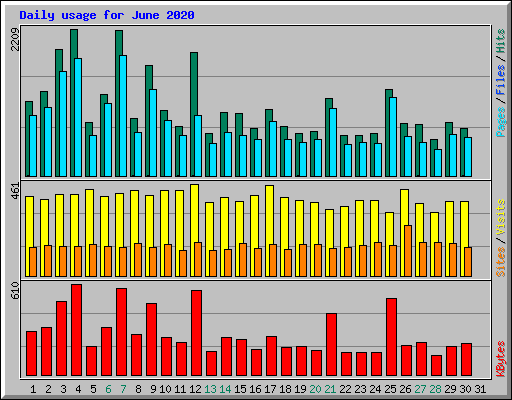 Daily usage for June 2020
2209
Pages / Files / Hits
461
Sites / Visits
610
KBytes
1 2 3 4 5 6 7 8 9 10 11 12 13 14 15 16 17 18 19 20 21 22 23 24 25 26 27 28 29 30 31